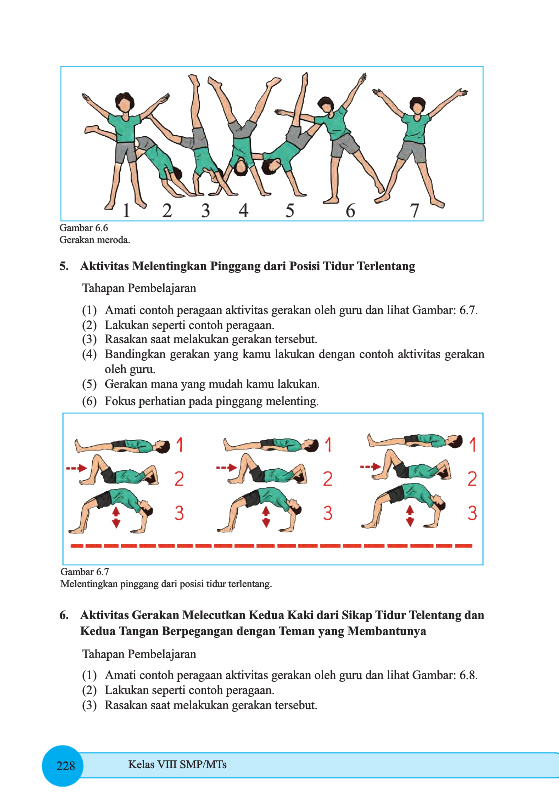 1 2 3 4 5 6 7
Gambar 6.6
Gerakan meroda.
5. Aktivitas Melentingkan Pinggang dari Posisi Tidur Terlentang
Tahapan Pembelajaran
(1) Amati contoh peragaan aktivitas gerakan oleh guru dan lihat Gambar: 6.7.
(2) Lakukan seperti contoh peragaan.
(3) Rasakan saat melakukan gerakan tersebut.
(4) Bandingkan gerakan yang kamu lakukan dengan contoh aktivitas gerakan
oleh guru.
(5) Gerakan mana yang mudah kamu lakukan.
(6) Fokus perhatian pada pinggang melenting.
1 1 1
2 2 2
3 3 3
Gambar 6.7
Melentingkan pinggang dari posisi tidur terlentang.
6. Aktivitas Gerakan Melecutkan Kedua Kaki dari Sikap Tidur Telentang dan
Kedua Tangan Berpegangan dengan Teman yang Membantunya
Tahapan Pembelajaran
(1) Amati contoh peragaan aktivitas gerakan oleh guru dan lihat Gambar: 6.8.
(2) Lakukan seperti contoh peragaan.
(3) Rasakan saat melakukan gerakan tersebut.
228 Kelas VIII SMP/MTs